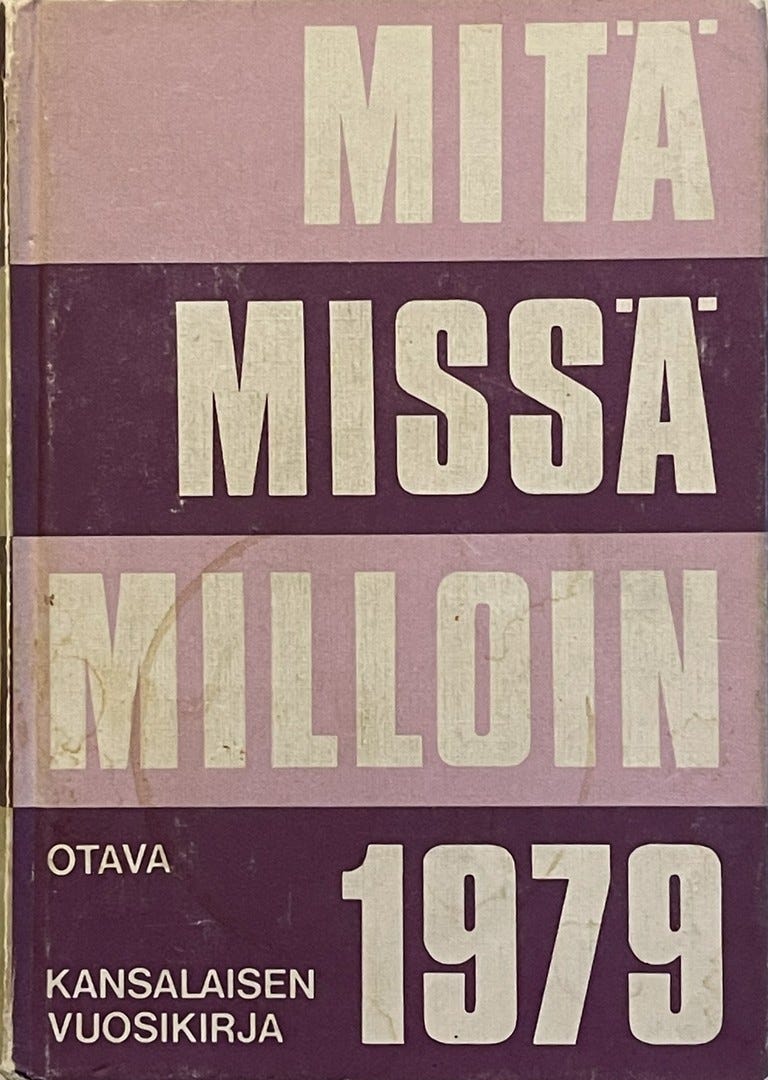 MITÄ
MISSÄ
MILLOIN
1979
OTAVA
KANSALAISEN
VUOSIKIRJA